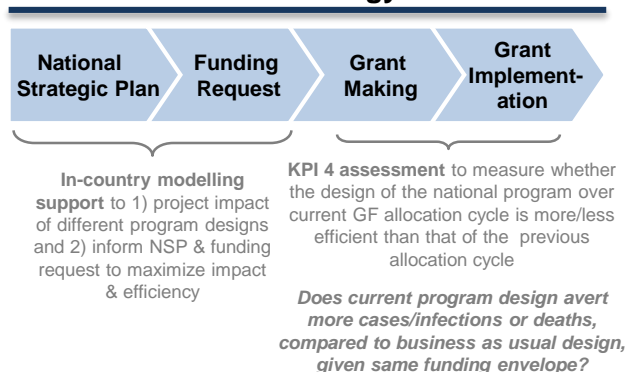 National
Strategic Plan
Funding
Request
Grant
Making
Grant
Implement-
ation
In-country modelling
support to 1) project impact
of different program designs
and 2) inform NSP & funding
request to maximize impact
& efficiency
KPI 4 assessment to measure whether
the design of the national program over
current GF allocation cycle is more/less
efficient than that of the previous
allocation cycle
Does current program design avert
more cases/infections or deaths,
compared to business as usual design,
given same funding envelope?